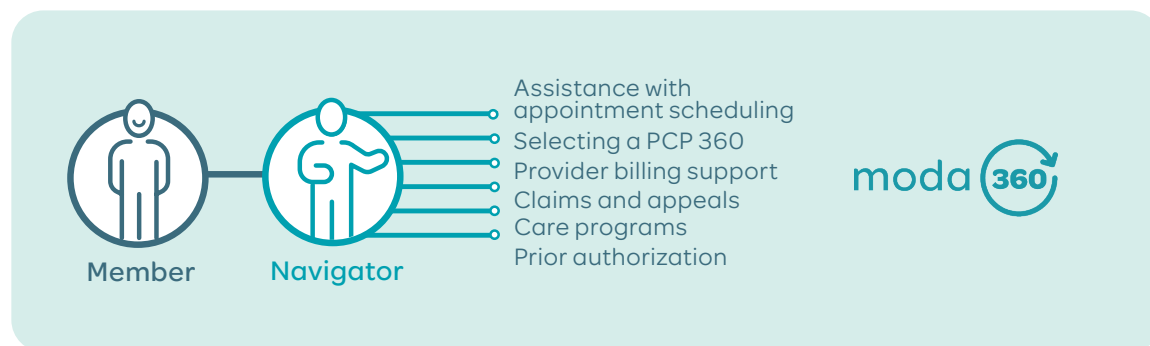 Assistance with
appointment scheduling
Selecting a PCP 360
Provider billing support
Claims and appeals
Care programs
Prior authorization
Member
Navigator
moda 360